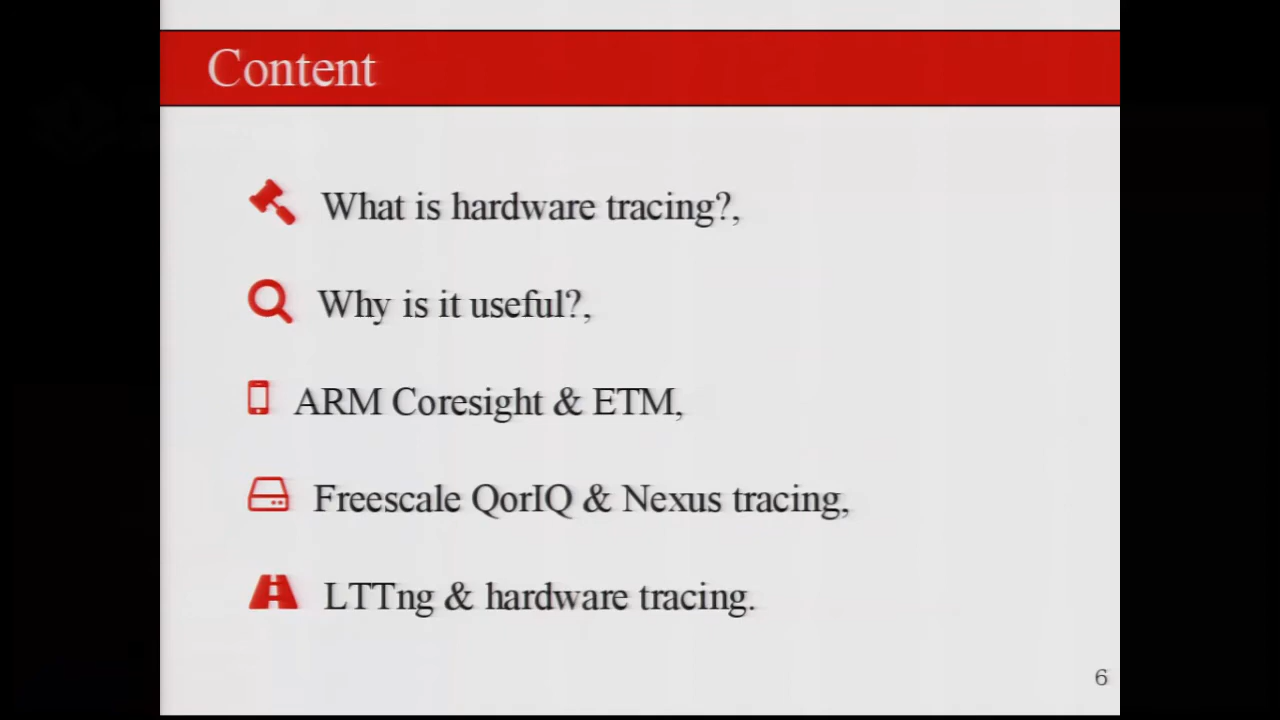 Content
What is hardware tracing?,
Why is it useful?,
ARM Coresight & ETM,
Freescale QorIQ & Nexus tracing,
LTTng & hardware tracing.
6